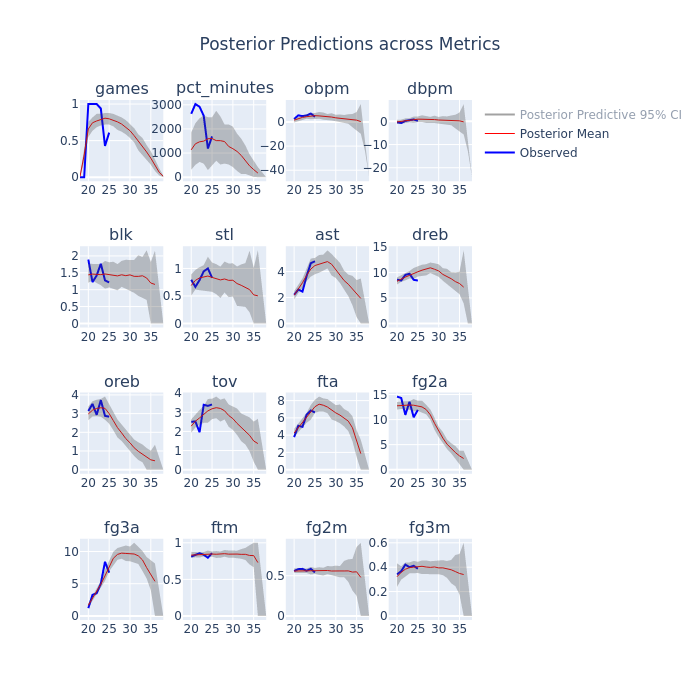 Posterior Predictions across Metrics
games pct_minutes obpm dbpm
1 0.5 0
3000 2000 1000 0
0 −20 −40
0 −10 −20
20 25 30 35 20 25 30 35 20 25 30 35 20 25 30 35
Posterior Predictive 95% CI
Posterior Mean
Observed
blk stl ast dreb
2 1.5 1 0.5 0
1 0.5 0
4 2 0
15 10 5 0
20 25 30 35 20 25 30 35 20 25 30 35 20 25 30 35
oreb tov fta fg2a
4 3 2 1 0
4 3 2 1 0
8 6 4 2 0
15 10 5 0
20 25 30 35 20 25 30 35 20 25 30 35 20 25 30 35
fg3a ftm fg2m fg3m
10 5 0
1 0.5 0
0.5 0
0.6 0.4 0.2 0
20 25 30 35 20 25 30 35 20 25 30 35 20 25 30 35